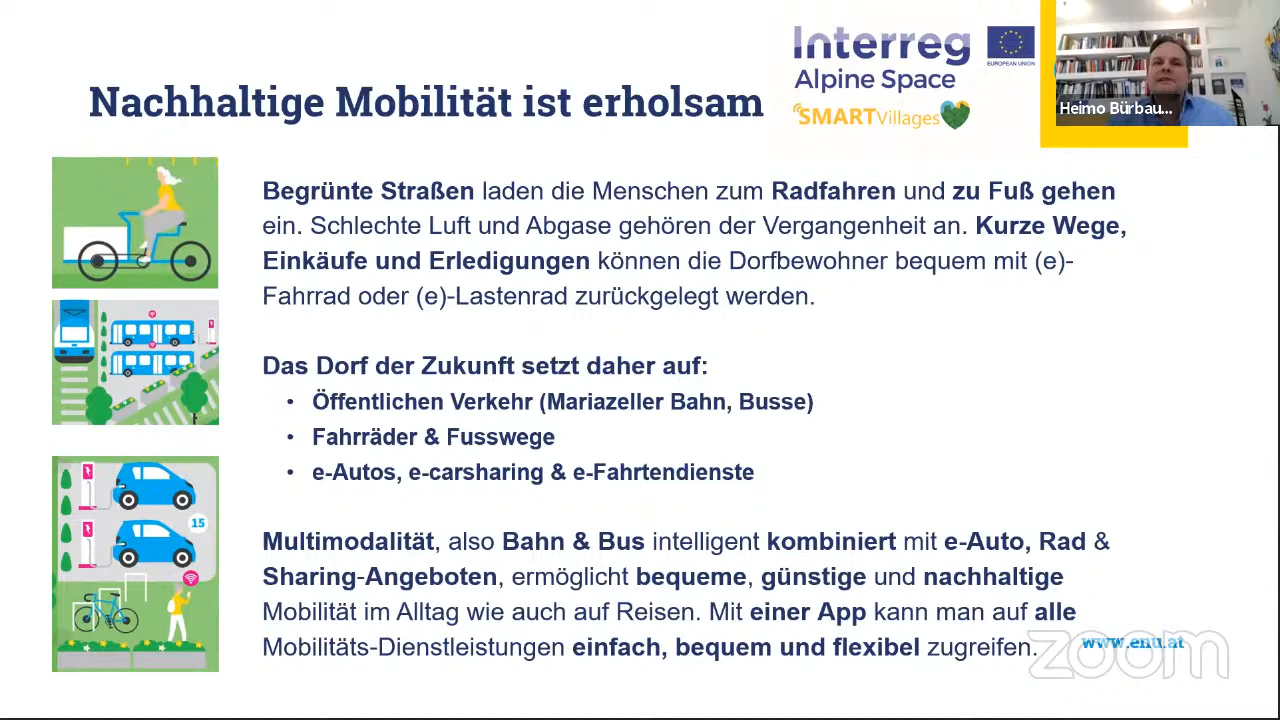 Interreg
EUROPEAN UNION
Alpine Space
SMARTVillages
Heimo Bürbau...
Nachhaltige Mobilität ist erholsam
Begrünte Straßen laden die Menschen zum Radfahren und zu Fuß gehen
ein. Schlechte Luft und Abgase gehören der Vergangenheit an. Kurze Wege,
Einkäufe und Erledigungen können die Dorfbewohner bequem mit (e)-
Fahrrad oder (e)-Lastenrad zurückgelegt werden.
Das Dorf der Zukunft setzt daher auf:
• Öffentlichen Verkehr (Mariazeller Bahn, Busse)
• Fahrräder & Fusswege
• e-Autos, e-carsharing & e-Fahrtendienste
15
Multimodalität, also Bahn & Bus intelligent kombiniert mit e-Auto, Rad &
Sharing-Angeboten, ermöglicht bequeme, günstige und nachhaltige
Mobilität im Alltag wie auch auf Reisen. Mit einer App kann man auf alle
Mobilitäts-Dienstleistungen einfach, bequem und flexibel zugreifen.
www.enu.at
zoom